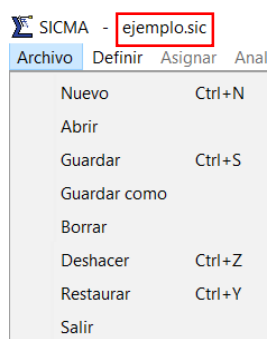 SICMA - ejemplo.sic
Archivo Definir Asignar Anal
Nuevo Ctrl+N
Abrir
Guardar Ctrl+S
Guardar como
Borrar
Deshacer Ctrl+Z
Restaurar Ctrl+Y
Salir